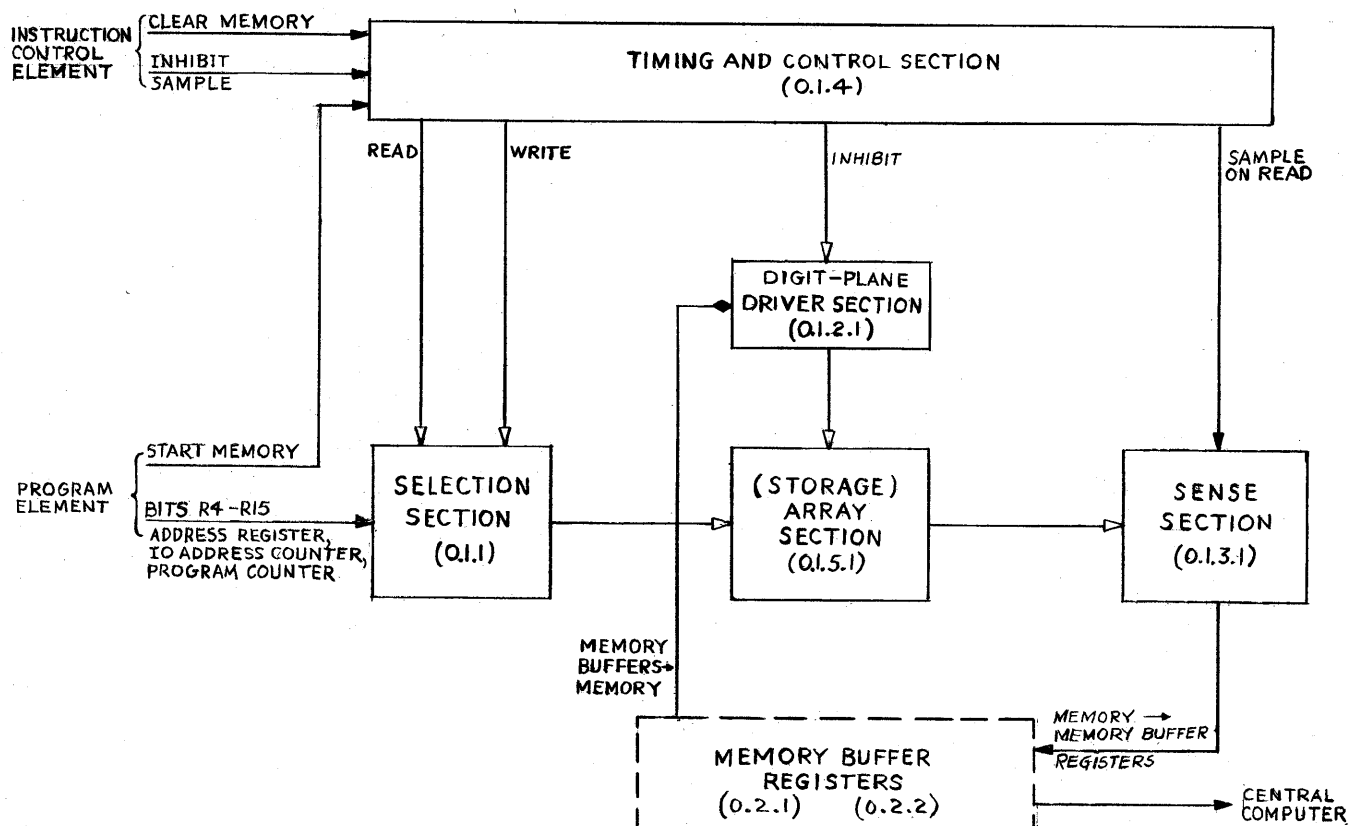 INSTRUCTION
CONTROL
ELEMENT
CLEAR MEMORY
INHIBIT
SAMPLE
TIMING AND CONTROL SECTION
(0.1.4)
READ
WRITE
INHIBIT
SAMPLE
ON READ
DIGIT-PLANE
DRIVER SECTION
(0.1.2.1)
PROGRAM
ELEMENT
START MEMORY
BITS R4-R15
ADDRESS REGISTER,
IO ADDRESS COUNTER,
PROGRAM COUNTER
SELECTION
SECTION
(0.1.1)
(STORAGE)
ARRAY
SECTION
(0.1.5.1)
SENSE
SECTION
(0.1.3.1)
MEMORY
BUFFERS→
MEMORY
MEMORY →
MEMORY BUFFER
REGISTERS
MEMORY BUFFER
REGISTERS
(0.2.1) (0.2.2)
CENTRAL
COMPUTER